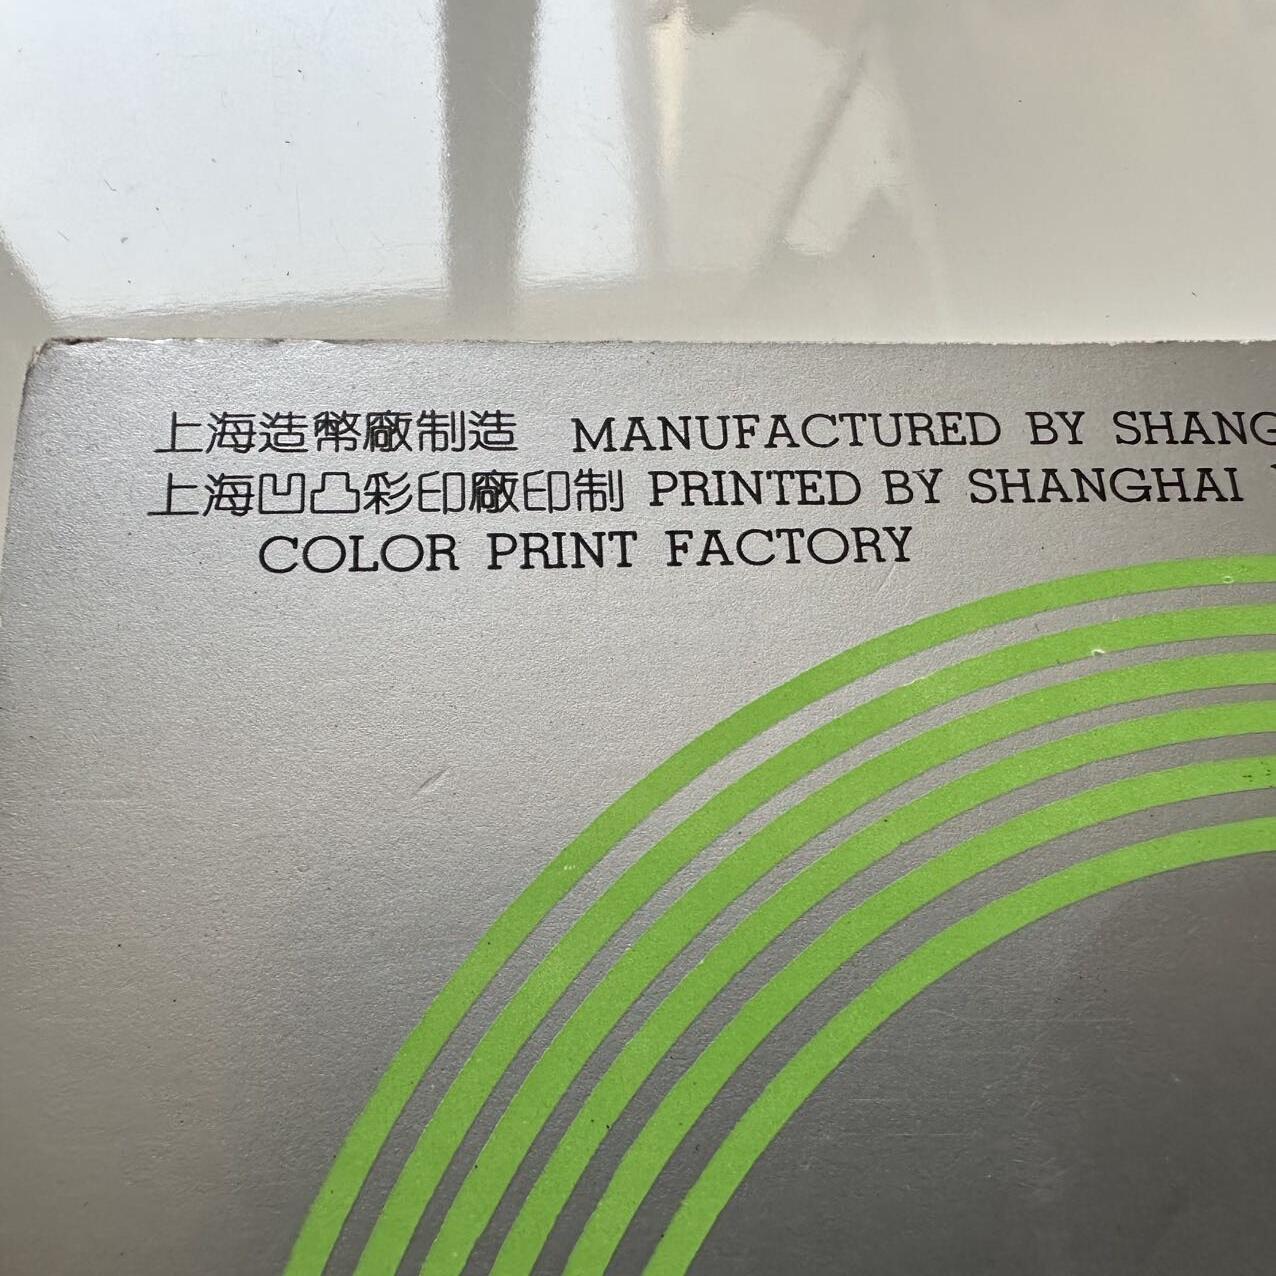 上海造幣廠制造 MANUFACTURED BY SHANG
上海凹凸彩印廠印制 PRINTED BY SHANGHAI
COLOR PRINT FACTORY